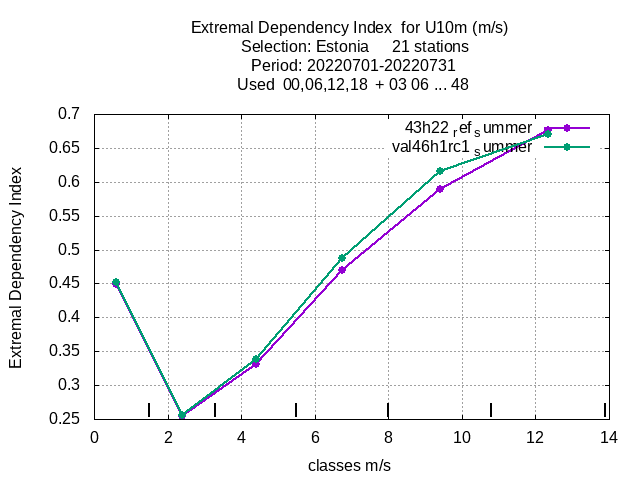 Extremal Dependency Index for U10m (m/s)
Selection: Estonia 21 stations
Period: 20220701-20220731
Used 00,06,12,18 + 03 06 ... 48
43h22 ref summer
val46h1rc1 summer
Extremal Dependency Index
0.7
0.65
0.6
0.55
0.5
0.45
0.4
0.35
0.3
0.25
0 2 4 6 8 10 12 14
classes m/s